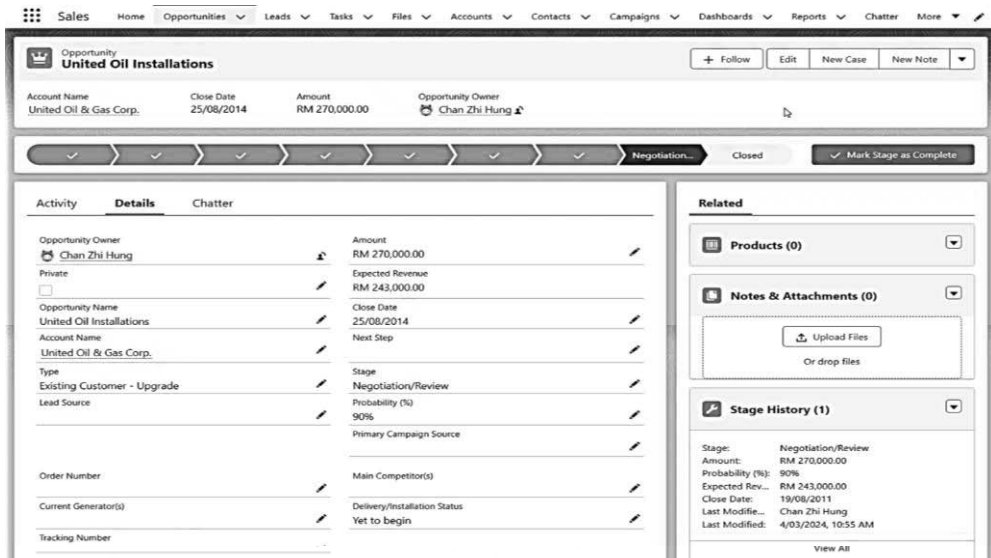 Sales Home Opportunities Leads Tasks Files Accounts Contacts Campaigns Dashboards Reports Chatter More
Opportunity
United Oil Installations
+ Follow Edit New Case New Note
Account Name Close Date Amount Opportunity Owner
United Oil & Gas Corp. 25/08/2014 RM 270,000.00 Chan Zhi Hung
Negotiation... Closed Mark Stage as Complete
Activity Details Chatter
Opportunity Owner
Chan Zhi Hung
Amount
RM 270,000.00
Private
Expected Revenue
RM 243,000.00
Opportunity Name
United Oil Installations
Close Date
25/08/2014
Account Name
United Oil & Gas Corp.
Next Step
Type
Existing Customer - Upgrade
Stage
Negotiation/Review
Lead Source
Probability (%)
90%
Primary Campaign Source
Order Number
Main Competitor(s)
Current Generator(s)
Delivery/Installation Status
Yet to begin
Tracking Number
Related
Products (0)
Notes & Attachments (0)
Upload Files
Or drop files
Stage History (1)
Stage: Negotiation/Review
Amount: RM 270,000.00
Probability (%): 90%
Expected Rev... RM 243,000.00
Close Date: 19/08/2011
Last Modifie... Chan Zhi Hung
Last Modified: 4/03/2024, 10:55 AM
View All